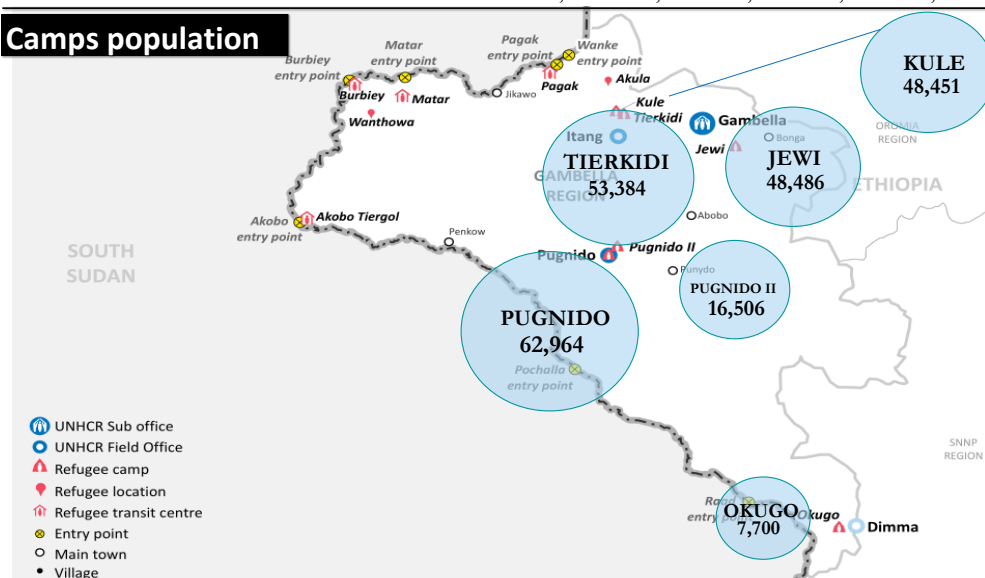 Camps population
Burbiey
entry point
Matar
entry point
Pagak
entry point
Wanke
entry point
KULE
48,451
Burbiey
Matar
Jikawo
Pagak
Akula
Wanthowa
Kule
Tierkidi
Gambella
Itang
Bonga
OROMIA
REGION
Jewi
TIERKIDI
53,384
GAMBELLA
REGION
JEWI
48,486
ETHIOPIA
Akobo
entry point
Akobo Tiergol
Abobo
Penkow
SOUTH
SUDAN
Pugnido
Pugnido II
Punydo
PUGNIDO II
16,506
PUGNIDO
62,964
Pochalla
entry point
UNHCR Sub office
UNHCR Field Office
Refugee camp
Refugee location
Refugee transit centre
Entry point
Main town
Village
SNNP
REGION
Raad
entry point
OKUGO
7,700
Okugo
Dimma